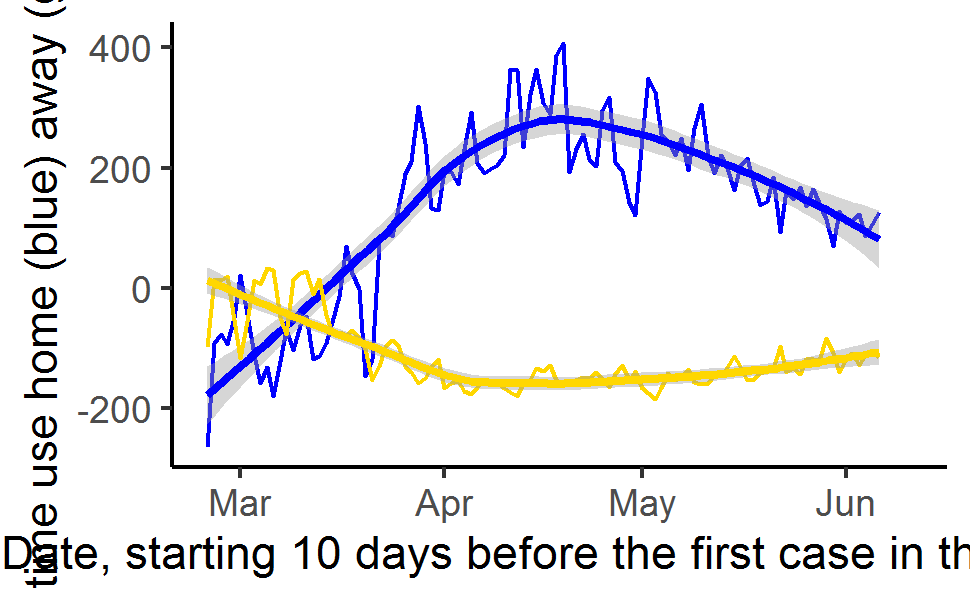 time use home (blue) away (
400
200
0
-200
Mar Apr May Jun
Date, starting 10 days before the first case in th